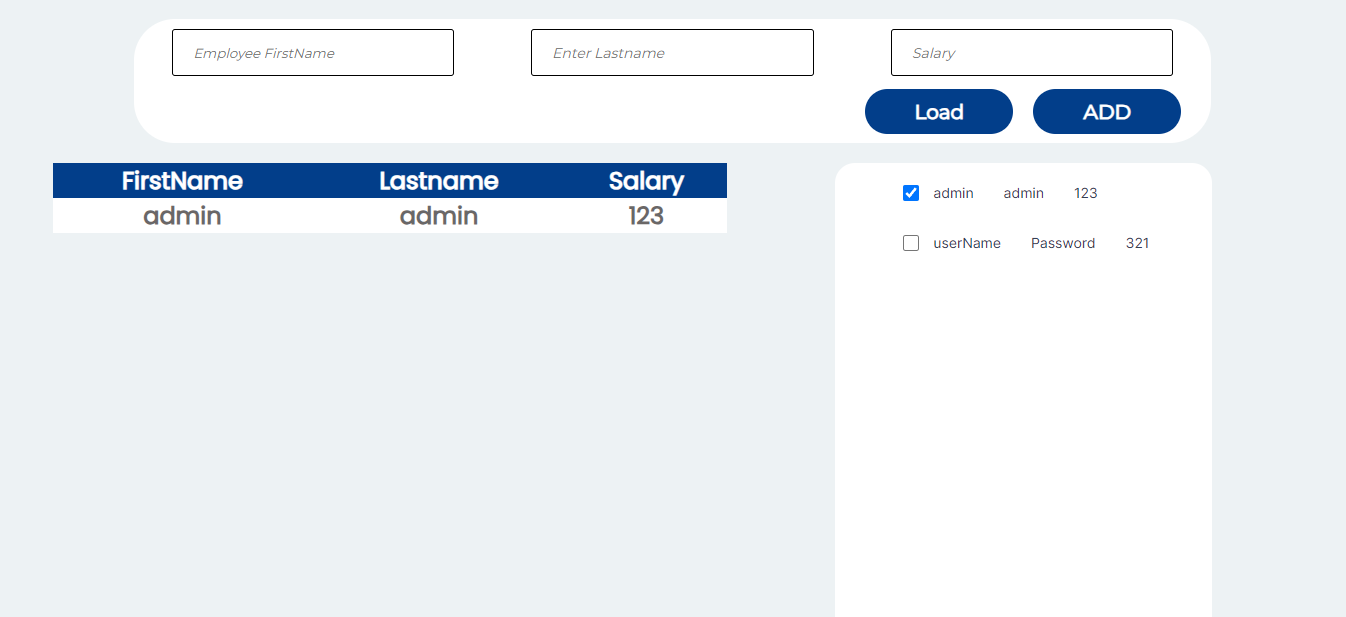 Employee FirstName Enter Lastname Salary
Load ADD
FirstName Lastname Salary
admin admin 123
admin admin 123
userName Password 321